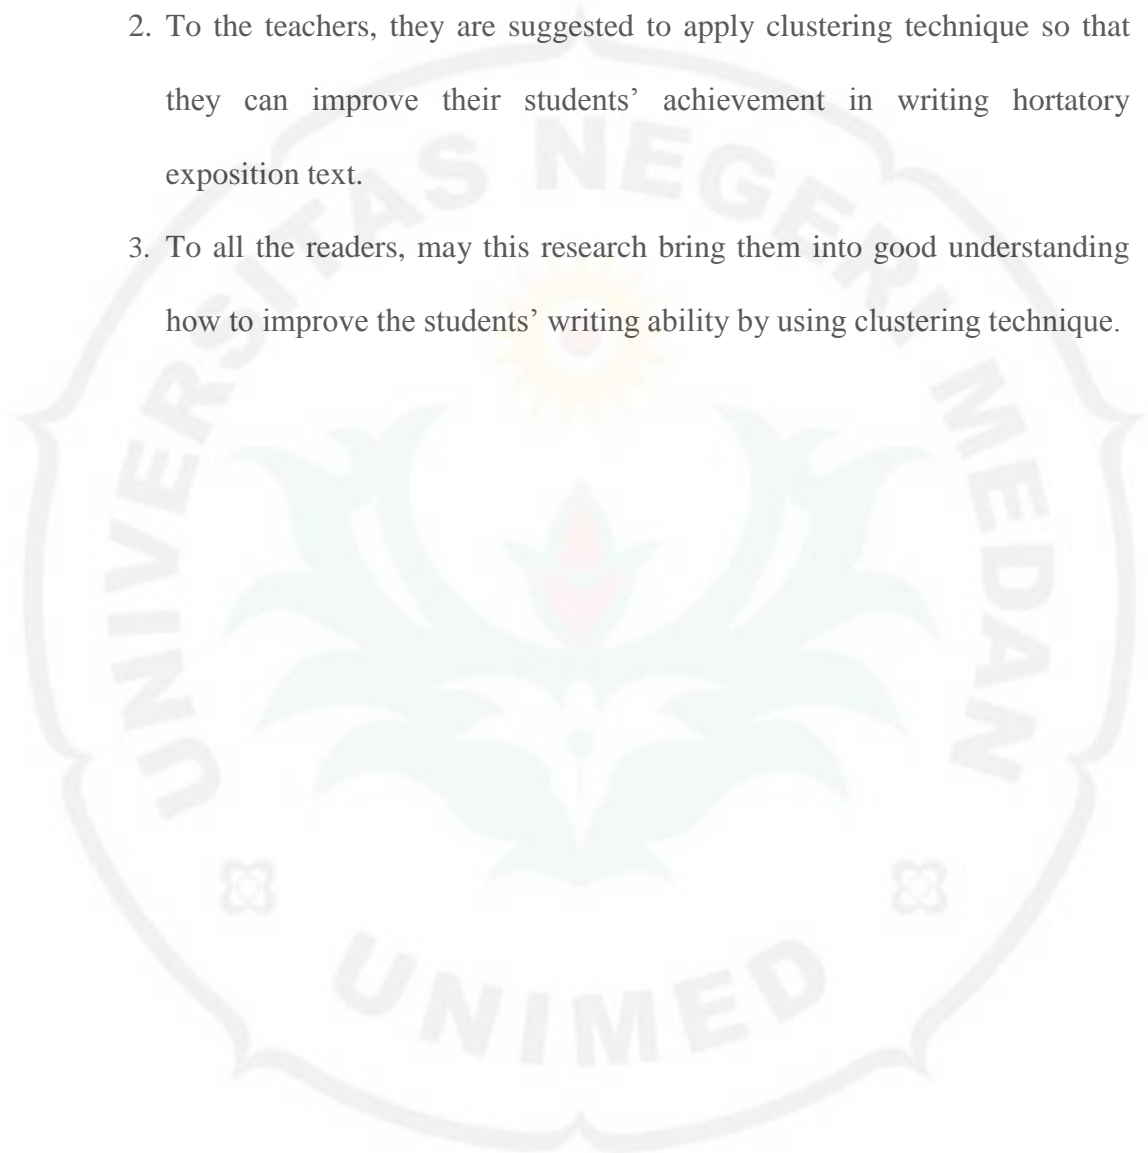 2. To the teachers, they are suggested to apply clustering technique so that
they can improve their students’ achievement in writing hortatory
exposition text.
3. To all the readers, may this research bring them into good understanding
how to improve the students’ writing ability by using clustering technique.
UNIVERSITAS NEGERI MEDAN
UNIMED